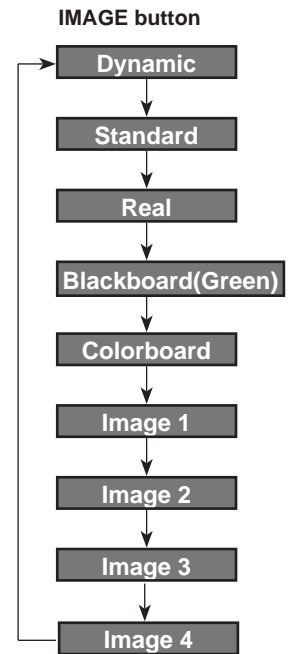 IMAGE button
Dynamic
Standard
Real
Blackboard(Green)
Colorboard
Image 1
Image 2
Image 3
Image 4